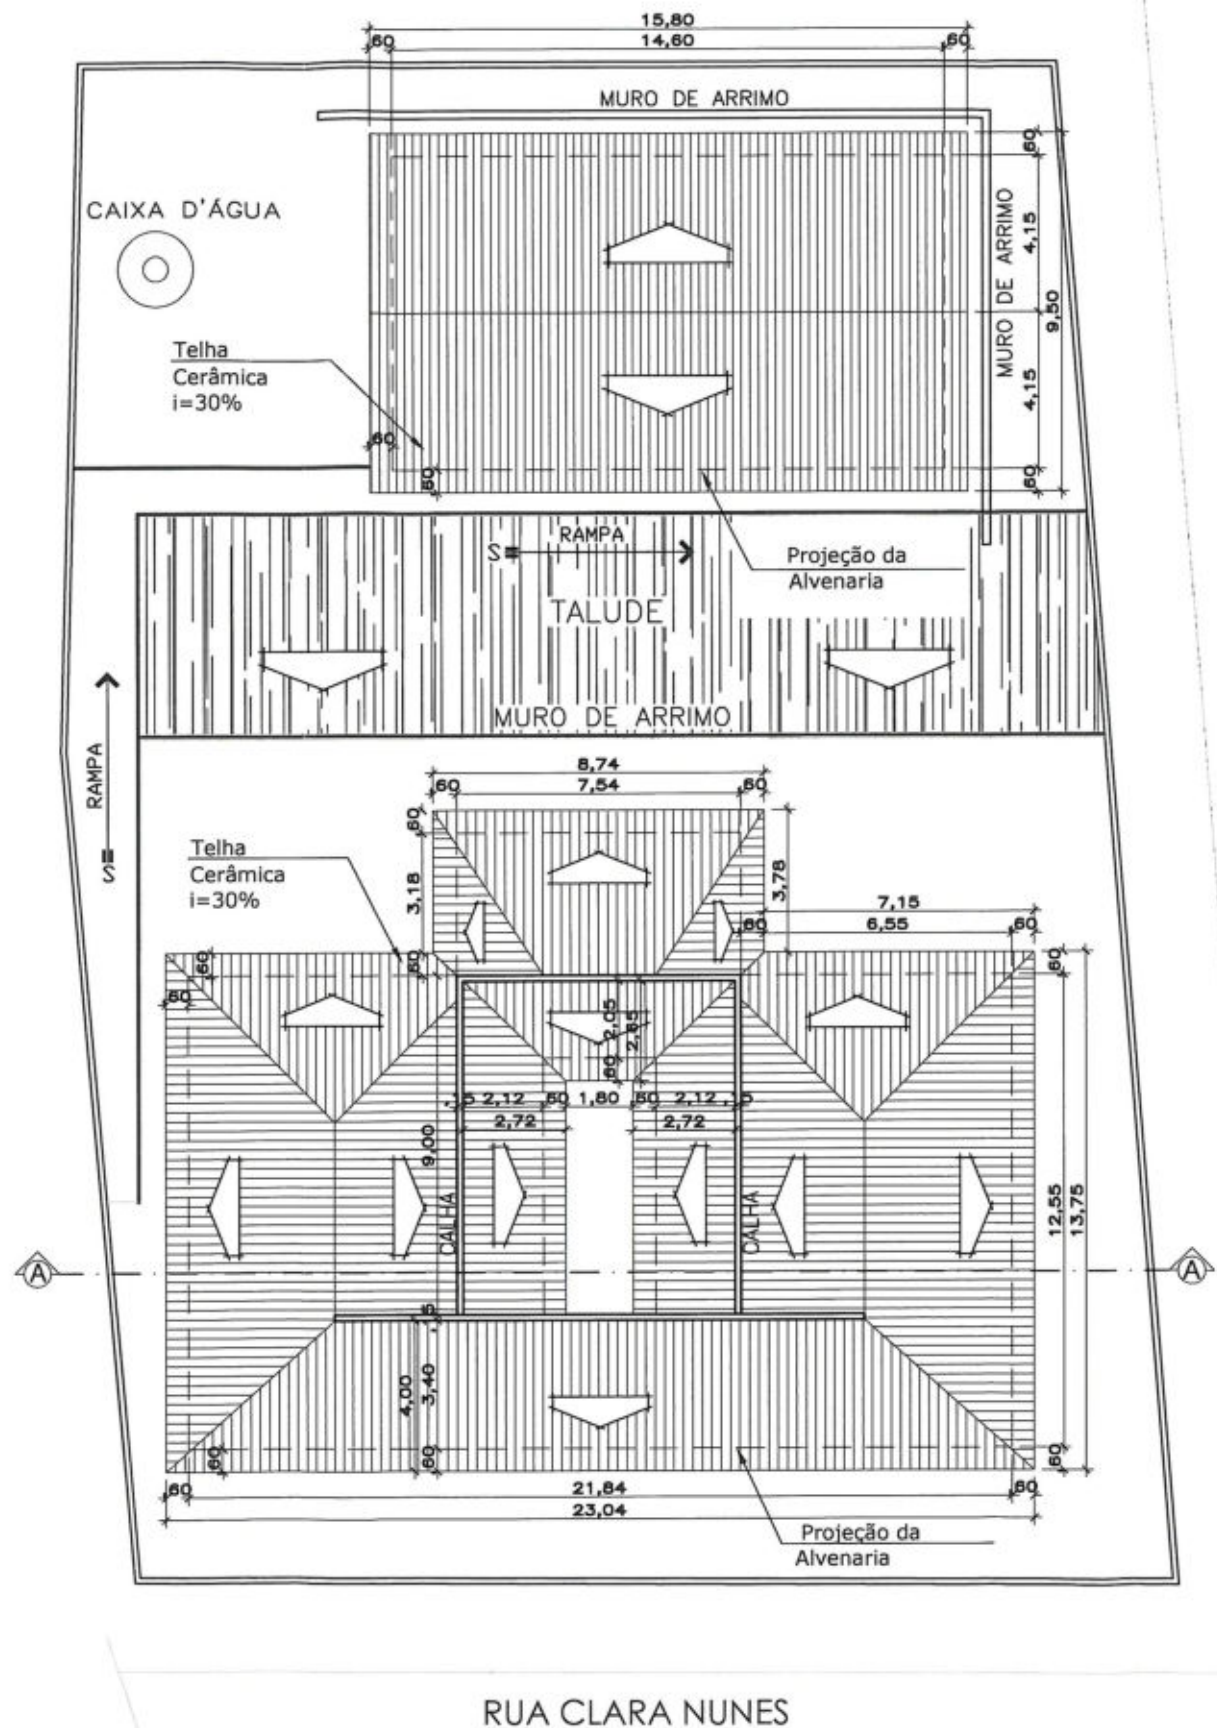 15,80
,60
14,60
,60
MURO DE ARRIMO
,60
CAIXA D'ÁGUA
MURO DE ARRIMO
4,15
9,50
Telha
Cerâmica
i=30%
4,15
,60
,60
,60
RAMPA
S
Projeção da
Alvenaria
TALUDE
MURO DE ARRIMO
RAMPA
S
8,74
,60
7,54
,60
,60
Telha
Cerâmica
i=30%
3,18
3,78
7,15
,60
6,55
,60
,60
,60
,60
,60
2,05
2,65
,60
,15
2,12
,60
1,80
,60
2,12
,15
2,72
2,72
9,00
CALHA
CALHA
12,55
13,75
A
A
,15
4,00
3,40
,60
,60
,60
,60
21,84
,60
23,04
Projeção da
Alvenaria
RUA CLARA NUNES